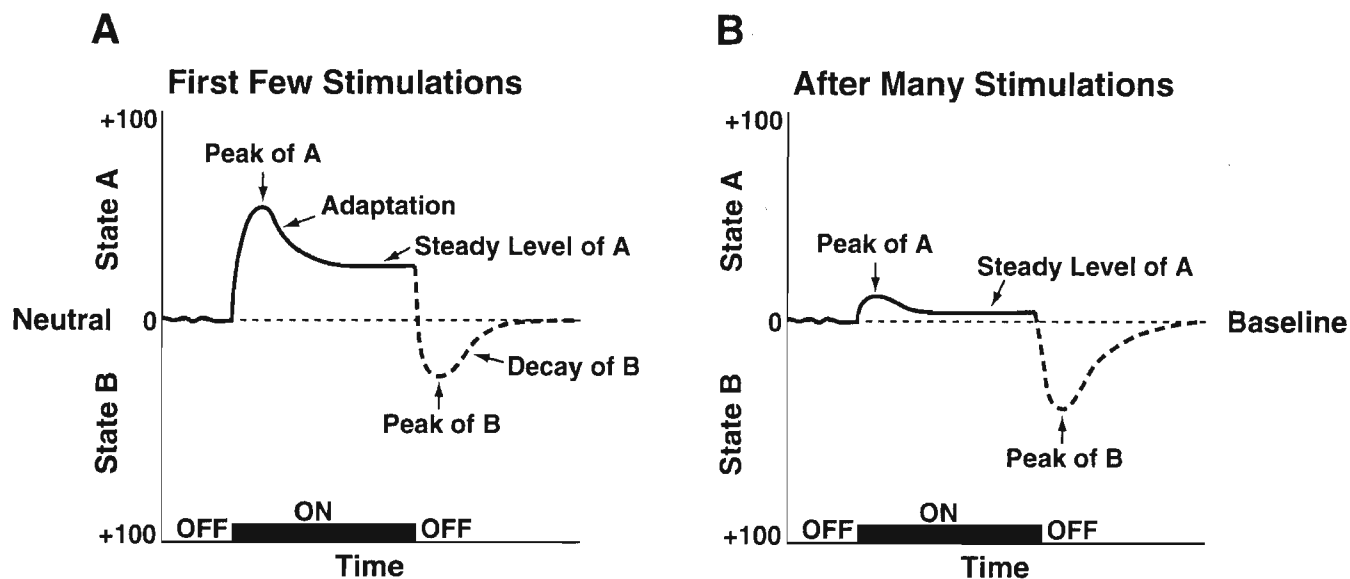 A
First Few Stimulations
+100
State A
Peak of A
Adaptation
Steady Level of A
Neutral
0
State B
Decay of B
Peak of B
+100
OFF
ON
OFF
Time
B
After Many Stimulations
+100
State A
Peak of A
Steady Level of A
0
Baseline
State B
Peak of B
+100
OFF
ON
OFF
Time